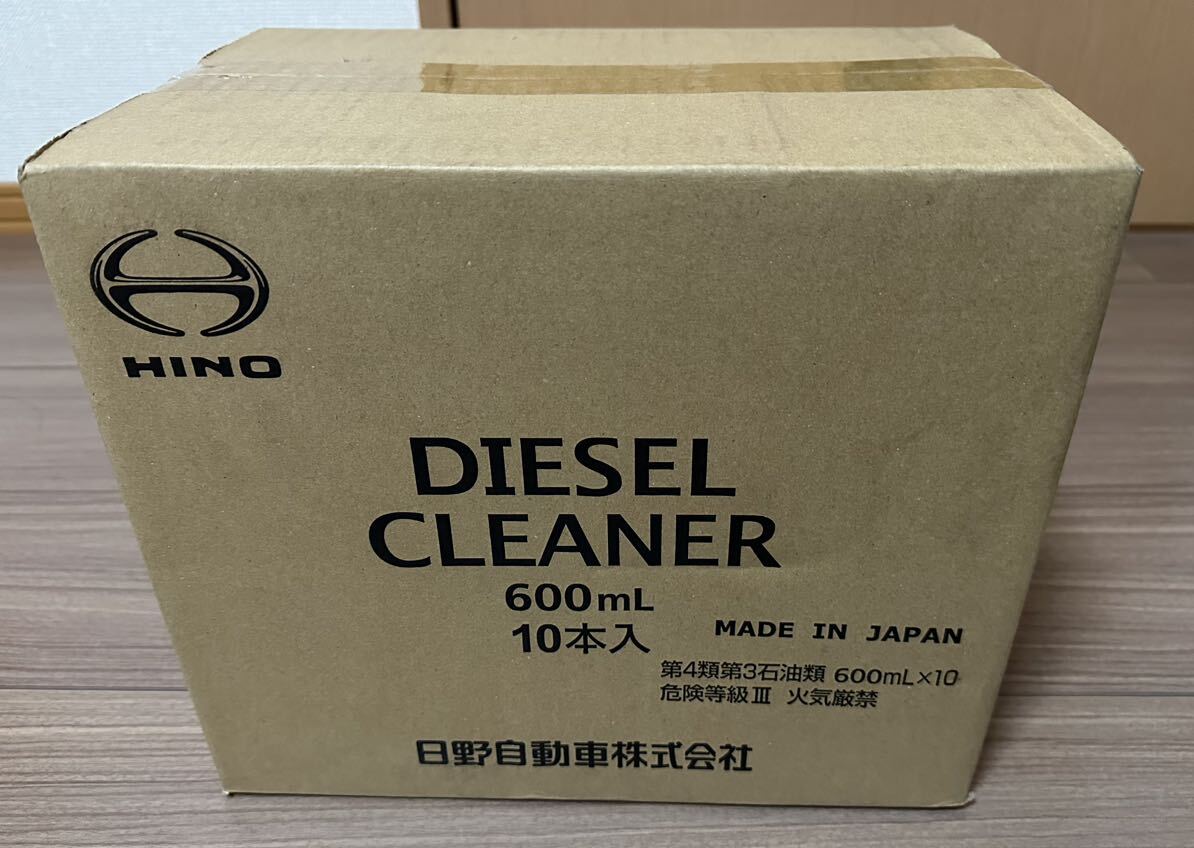 HINO
DIESEL
CLEANER
600mL
10本入
MADE IN JAPAN
第4類第3石油類 600mL×10
危険等級Ⅲ 火気厳禁
日野自動車株式会社